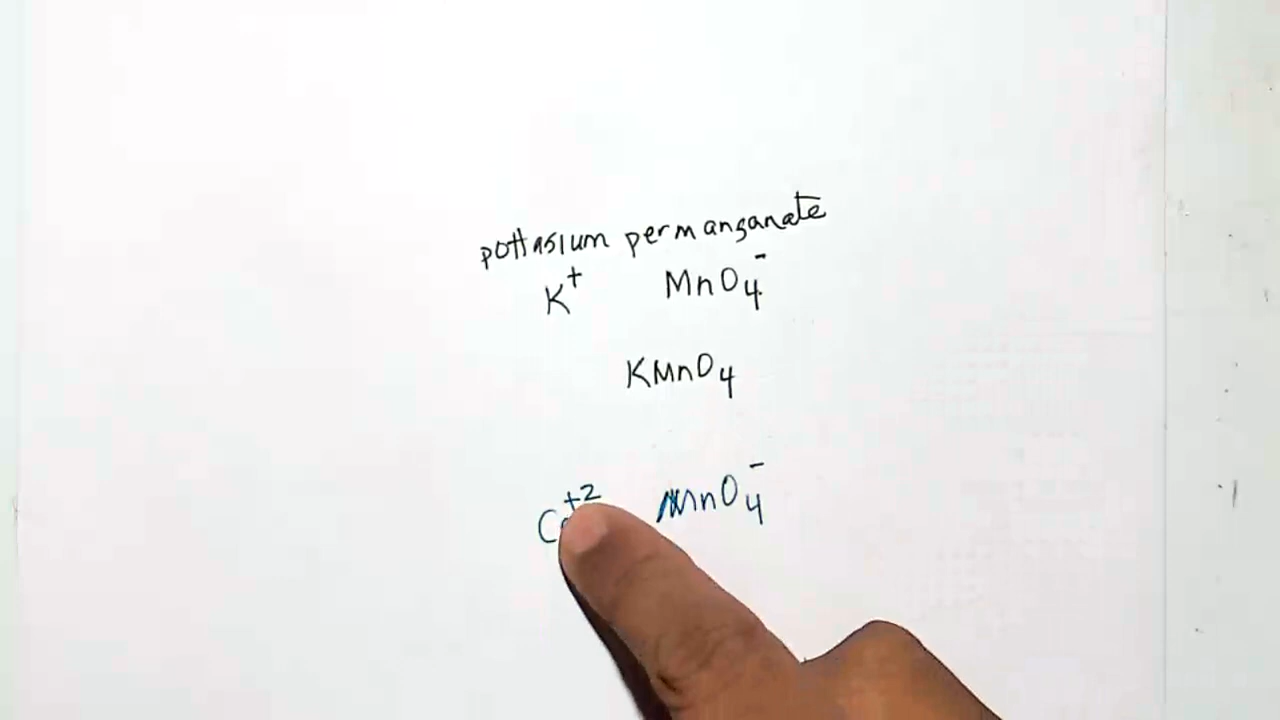 pottasium permanganate
K⁺ MnO₄⁻
KMnO₄
+2 MnO₄⁻